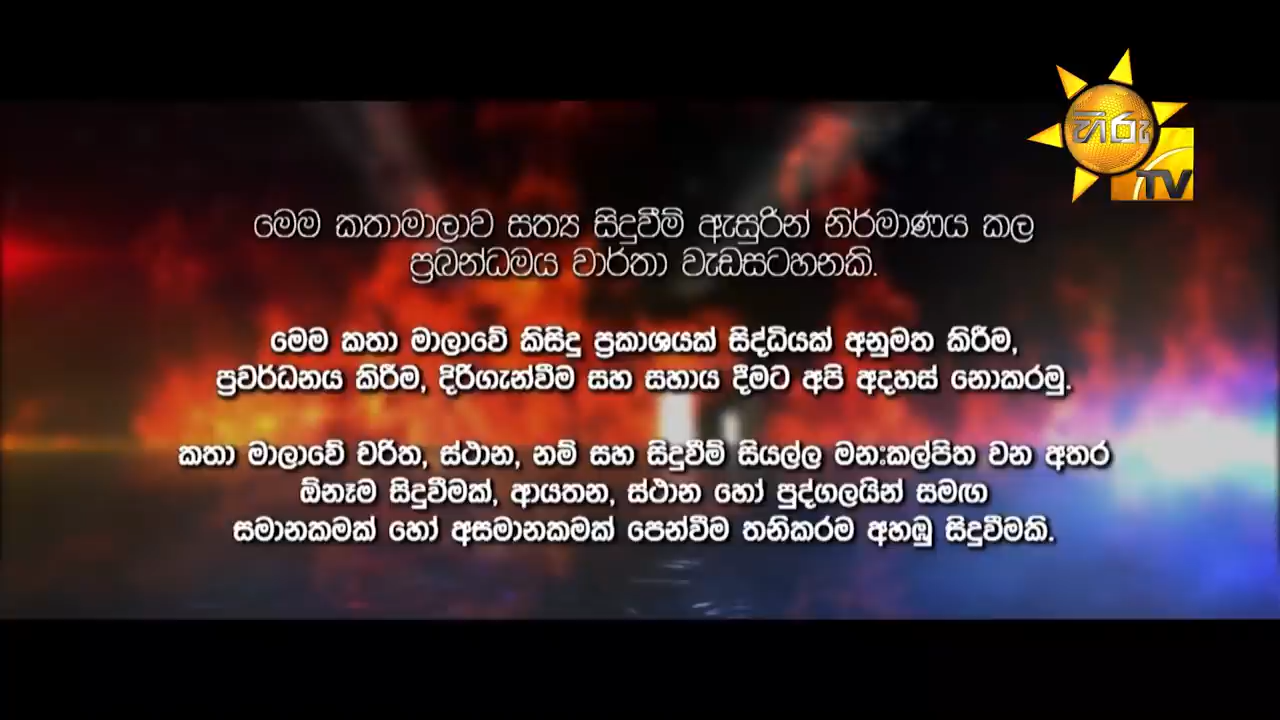 හිරු
TV
මෙම කතාමාලාව සත්‍ය සිදුවීම් ඇසුරින් නිර්මාණය කල
ප්‍රබන්ධමය වාර්තා වැඩසටහනකි.
මෙම කතා මාලාවේ කිසිදු ප්‍රකාශයක් සිද්ධියක් අනුමත කිරීම,
ප්‍රවර්ධනය කිරීම, දිරිගැන්වීම සහ සහාය දීමට අපි අදහස් නොකරමු.
කතා මාලාවේ චරිත, ස්ථාන, නම් සහ සිදුවීම් සියල්ල මනඃකල්පිත වන අතර
ඕනෑම සිදුවීමක්, ආයතන, ස්ථාන හෝ පුද්ගලයින් සමඟ
සමානකමක් හෝ අසමානකමක් පෙන්වීම තනිකරම අහඹු සිදුවීමකි.